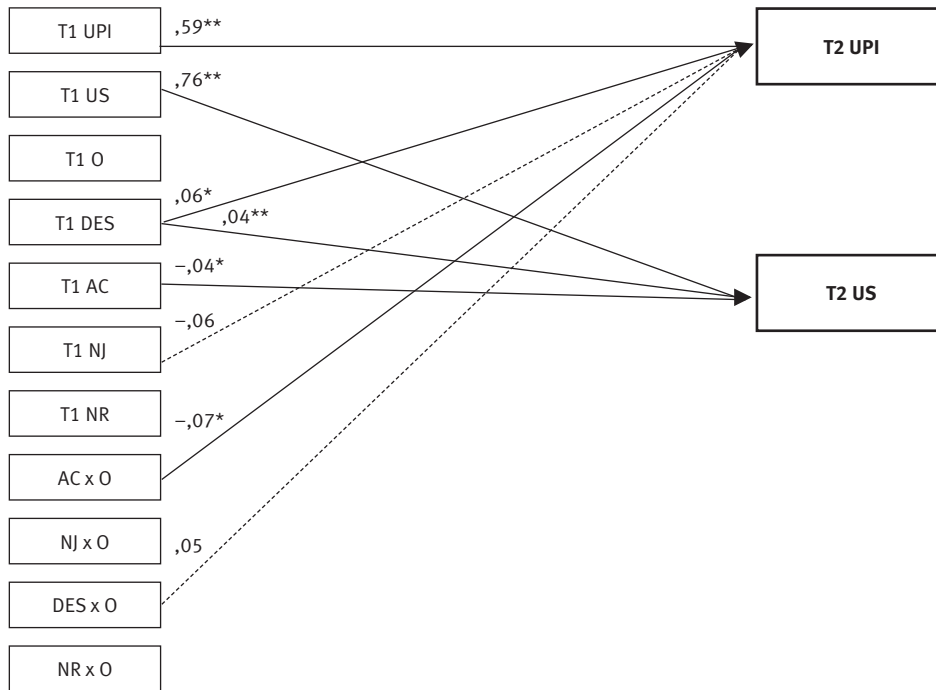 T1 UPI
,59**
T2 UPI
T1 US
,76**
T1 O
,06*
T1 DES
,04**
T1 AC
–,04*
T2 US
–,06
T1 NJ
T1 NR
–,07*
AC x O
NJ x O
,05
DES x O
NR x O